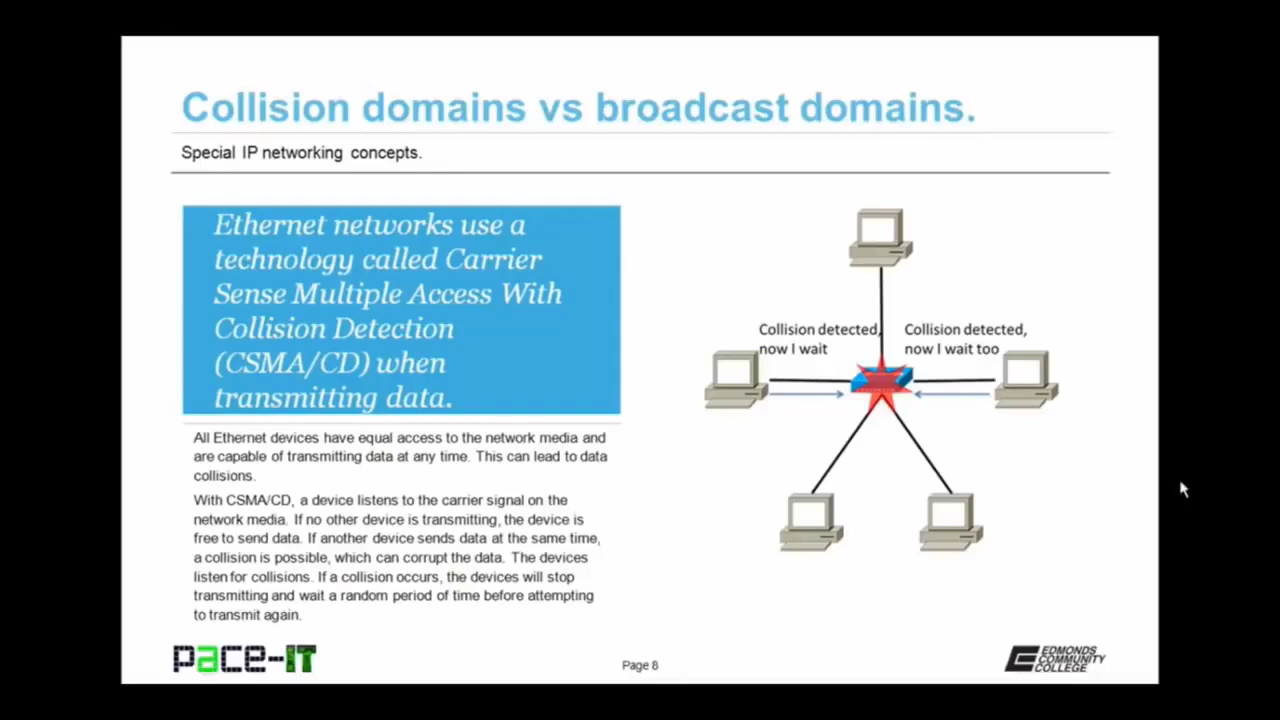 Collision domains vs broadcast domains.
Special IP networking concepts.
Ethernet networks use a
technology called Carrier
Sense Multiple Access With
Collision Detection
(CSMA/CD) when
transmitting data.
All Ethernet devices have equal access to the network media and
are capable of transmitting data at any time. This can lead to data
collisions.
With CSMA/CD, a device listens to the carrier signal on the
network media. If no other device is transmitting, the device is
free to send data. If another device sends data at the same time,
a collision is possible, which can corrupt the data. The devices
listen for collisions. If a collision occurs, the devices will stop
transmitting and wait a random period of time before attempting
to transmit again.
Collision detected,
now I wait
Collision detected,
now I wait too
pace-IT
Page 8
EDMONDS
COMMUNITY
COLLEGE